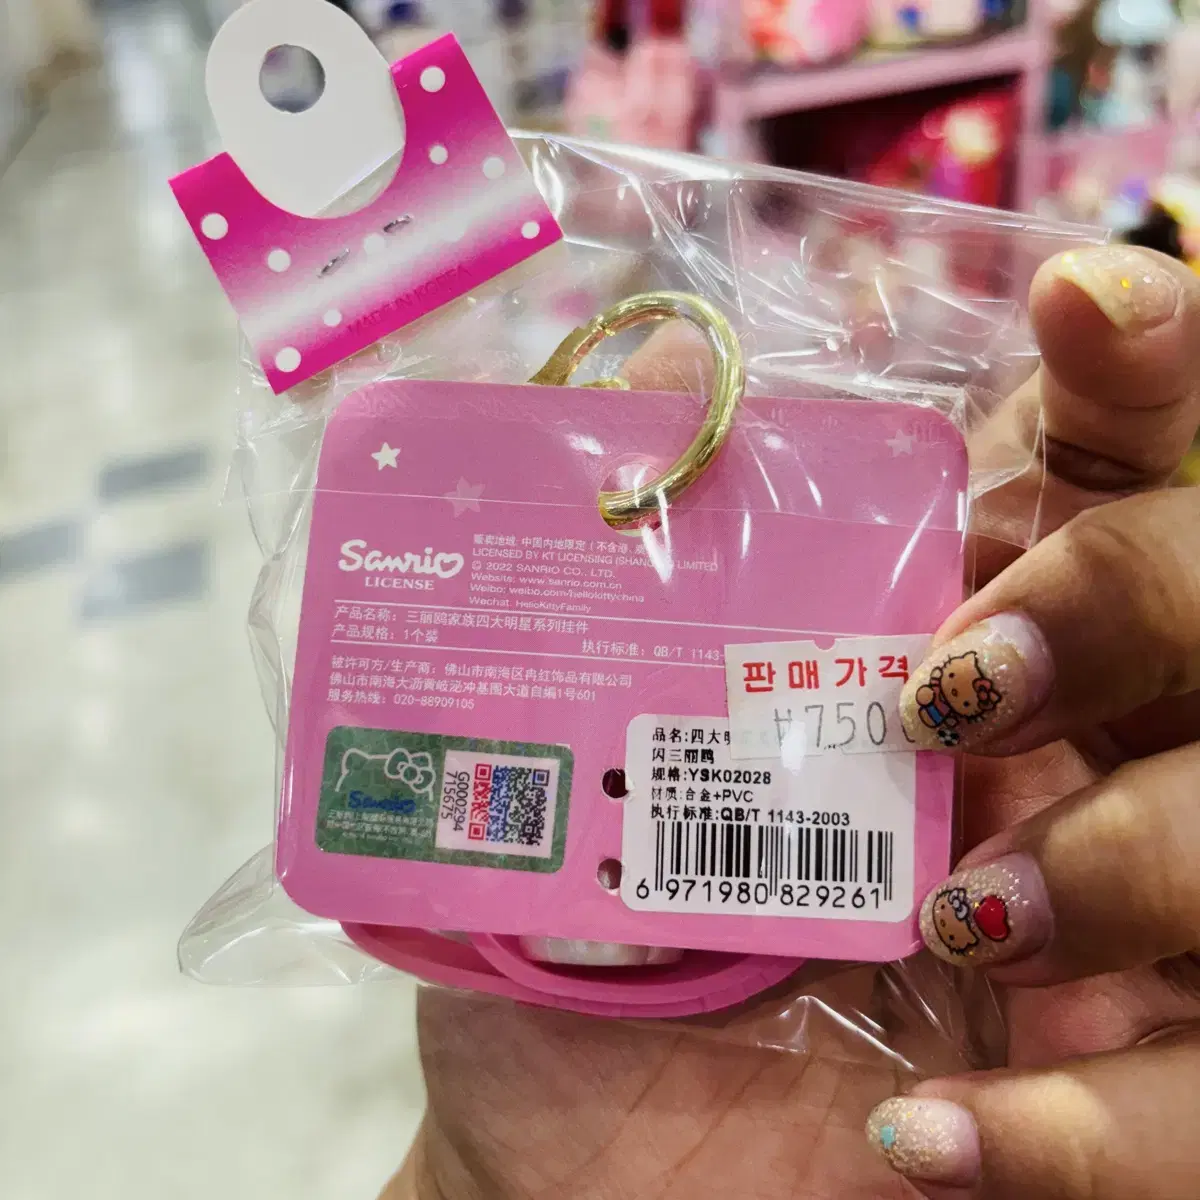 MADE IN KOREA
Sanrio
LICENSE
贩卖地域: 中国内地限定 (不含港,
LICENSED BY KT LICENSING (SHANG LIMITED
© 2022 SANRIO CO., LTD.
Website: www.sanrio.com.cn
Weibo: weibo.com/hellokittychina
Wechat: HelloKittyFamily
产品名称: 三丽鸥家族四大明星系列挂件
产品规格: 1个装
执行标准: QB/T 1143-
被许可方/生产商: 佛山市南海区冉红饰品有限公司
佛山市南海大沥黄岐泌冲基围大道自编1号601
服务热线: 020-88909105
판매가격
₩750
品名:四大明
闪三丽鸥
规格:YSK02028
材质:合金+PVC
执行标准:QB/T 1143-2003
6 971980 829261
Sanrio
G000294
715675